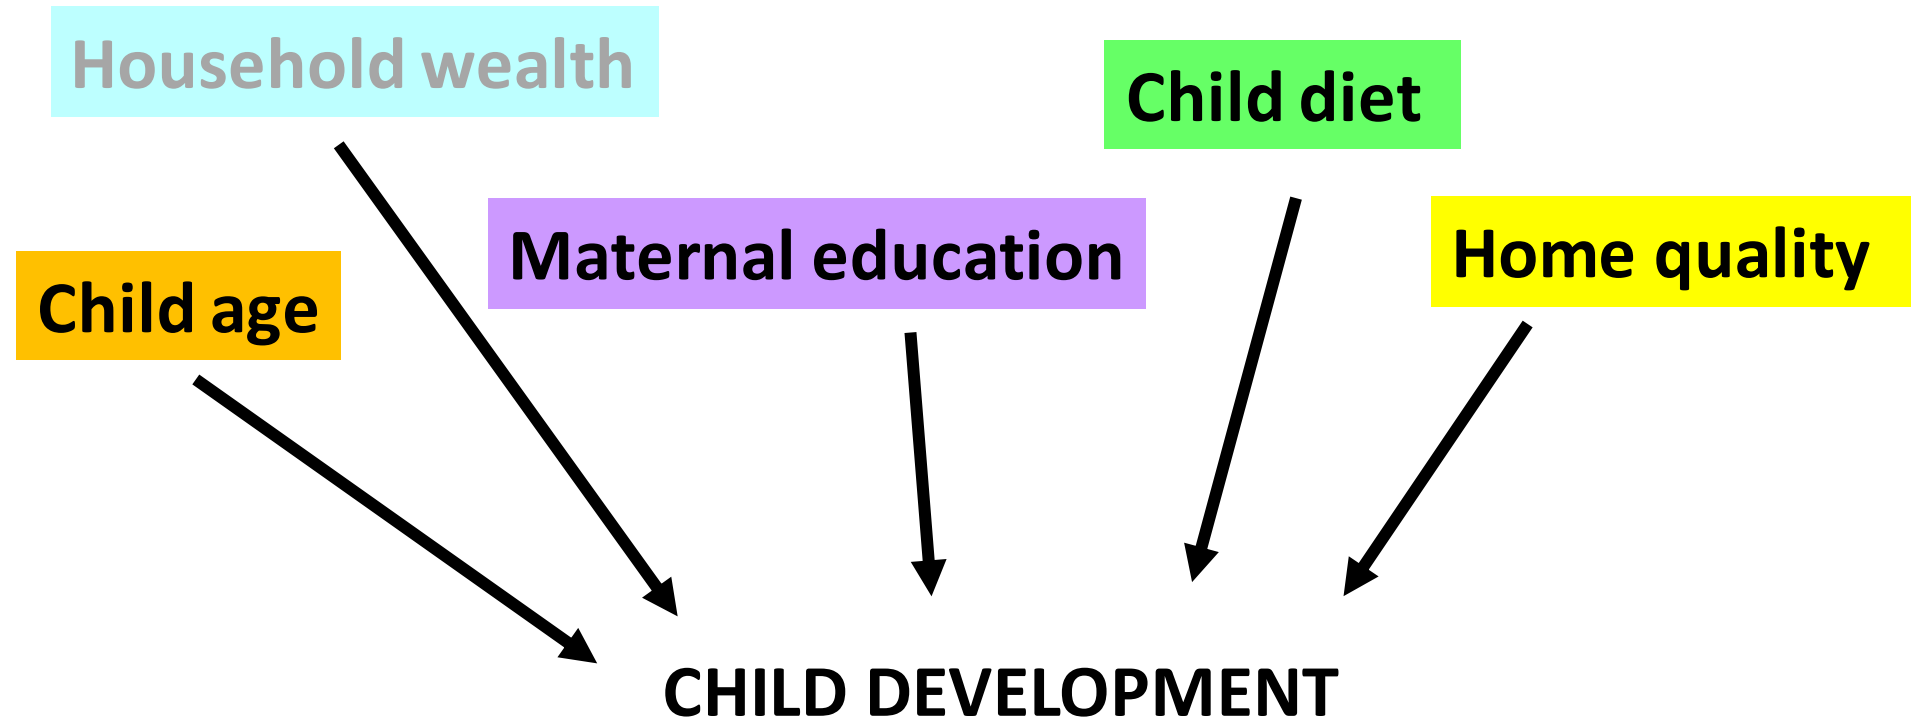 Household wealth
Child diet
Maternal education
Home quality
Child age
CHILD DEVELOPMENT